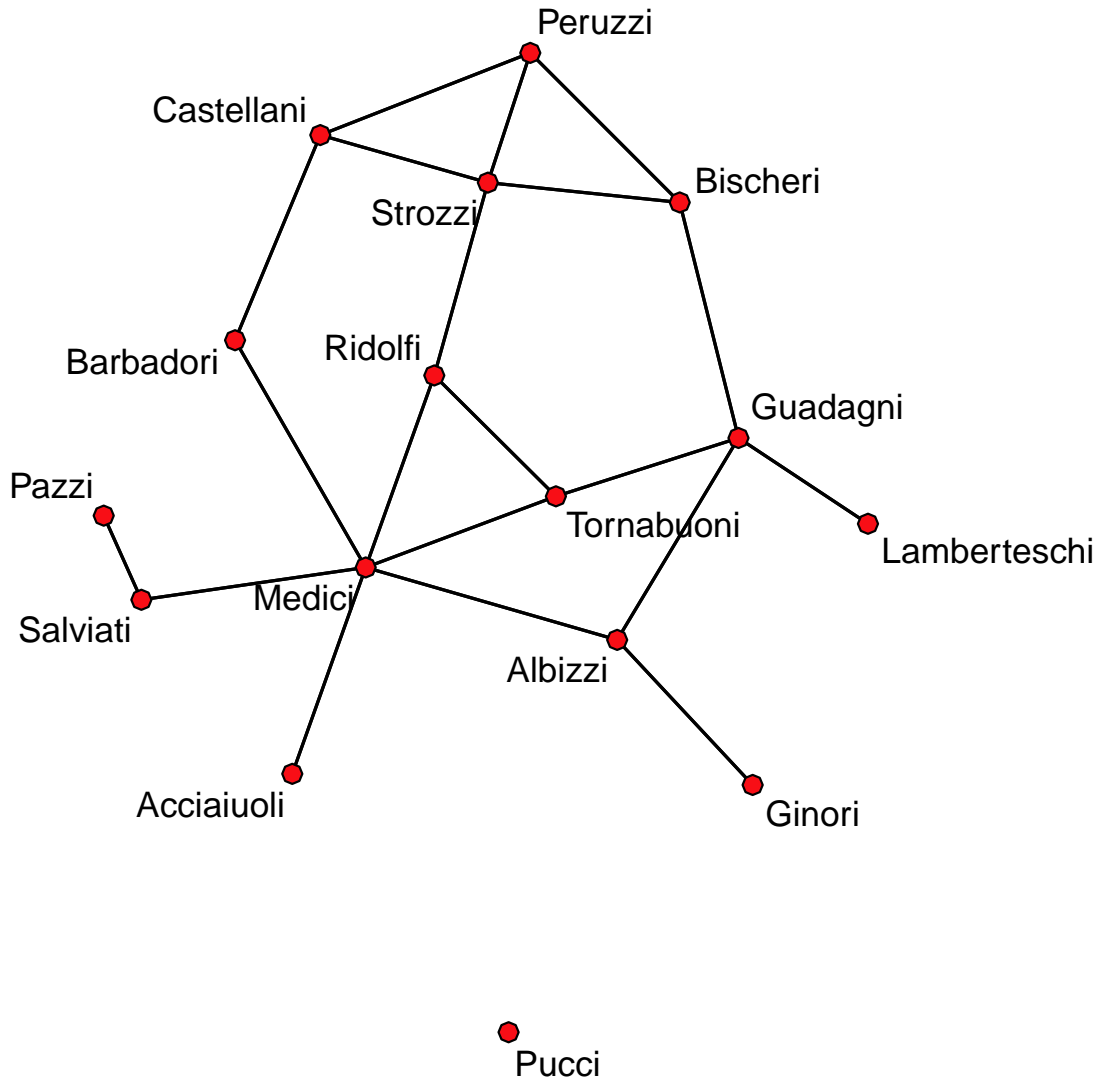 Peruzzi
Castellani
Bischeri
Strozzi
Ridolfi
Barbadori
Guadagni
Pazzi
Tornabuoni
Lamberteschi
Medici
Salviati
Albizzi
Acciaiuoli
Ginori
Pucci